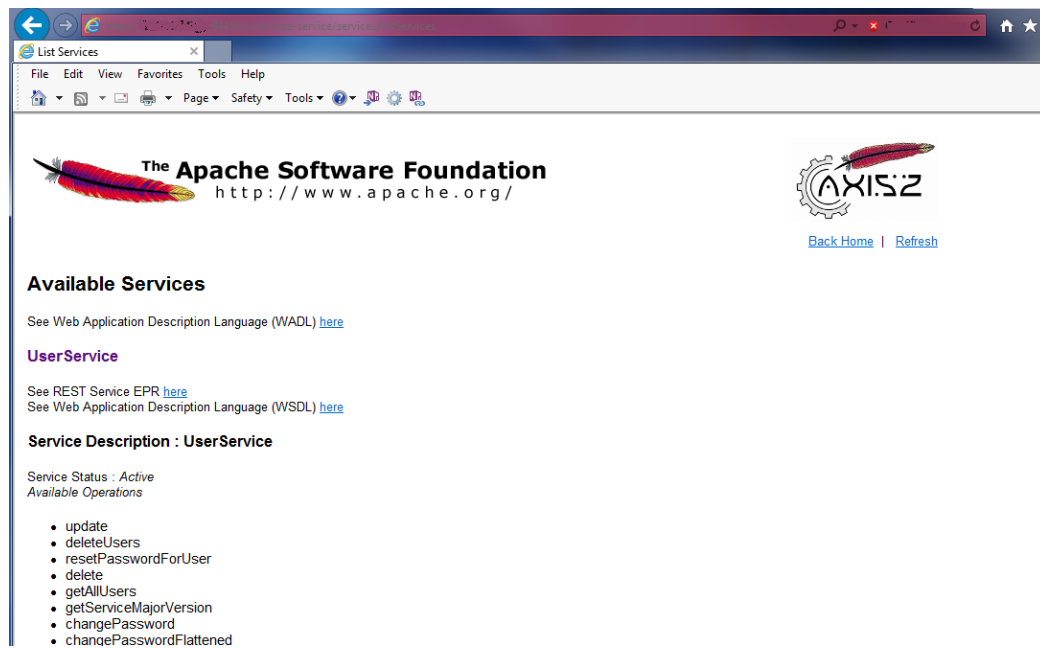 List Services
File Edit View Favorites Tools Help
Page Safety Tools
The Apache Software Foundation
http://www.apache.org/
AXIS2
Back Home | Refresh
Available Services
See Web Application Description Language (WADL) here
UserService
See REST Service EPR here
See Web Application Description Language (WSDL) here
Service Description : UserService
Service Status : Active
Available Operations
update
deleteUsers
resetPasswordForUser
delete
getAllUsers
getServiceMajorVersion
changePassword
changePasswordFlattened